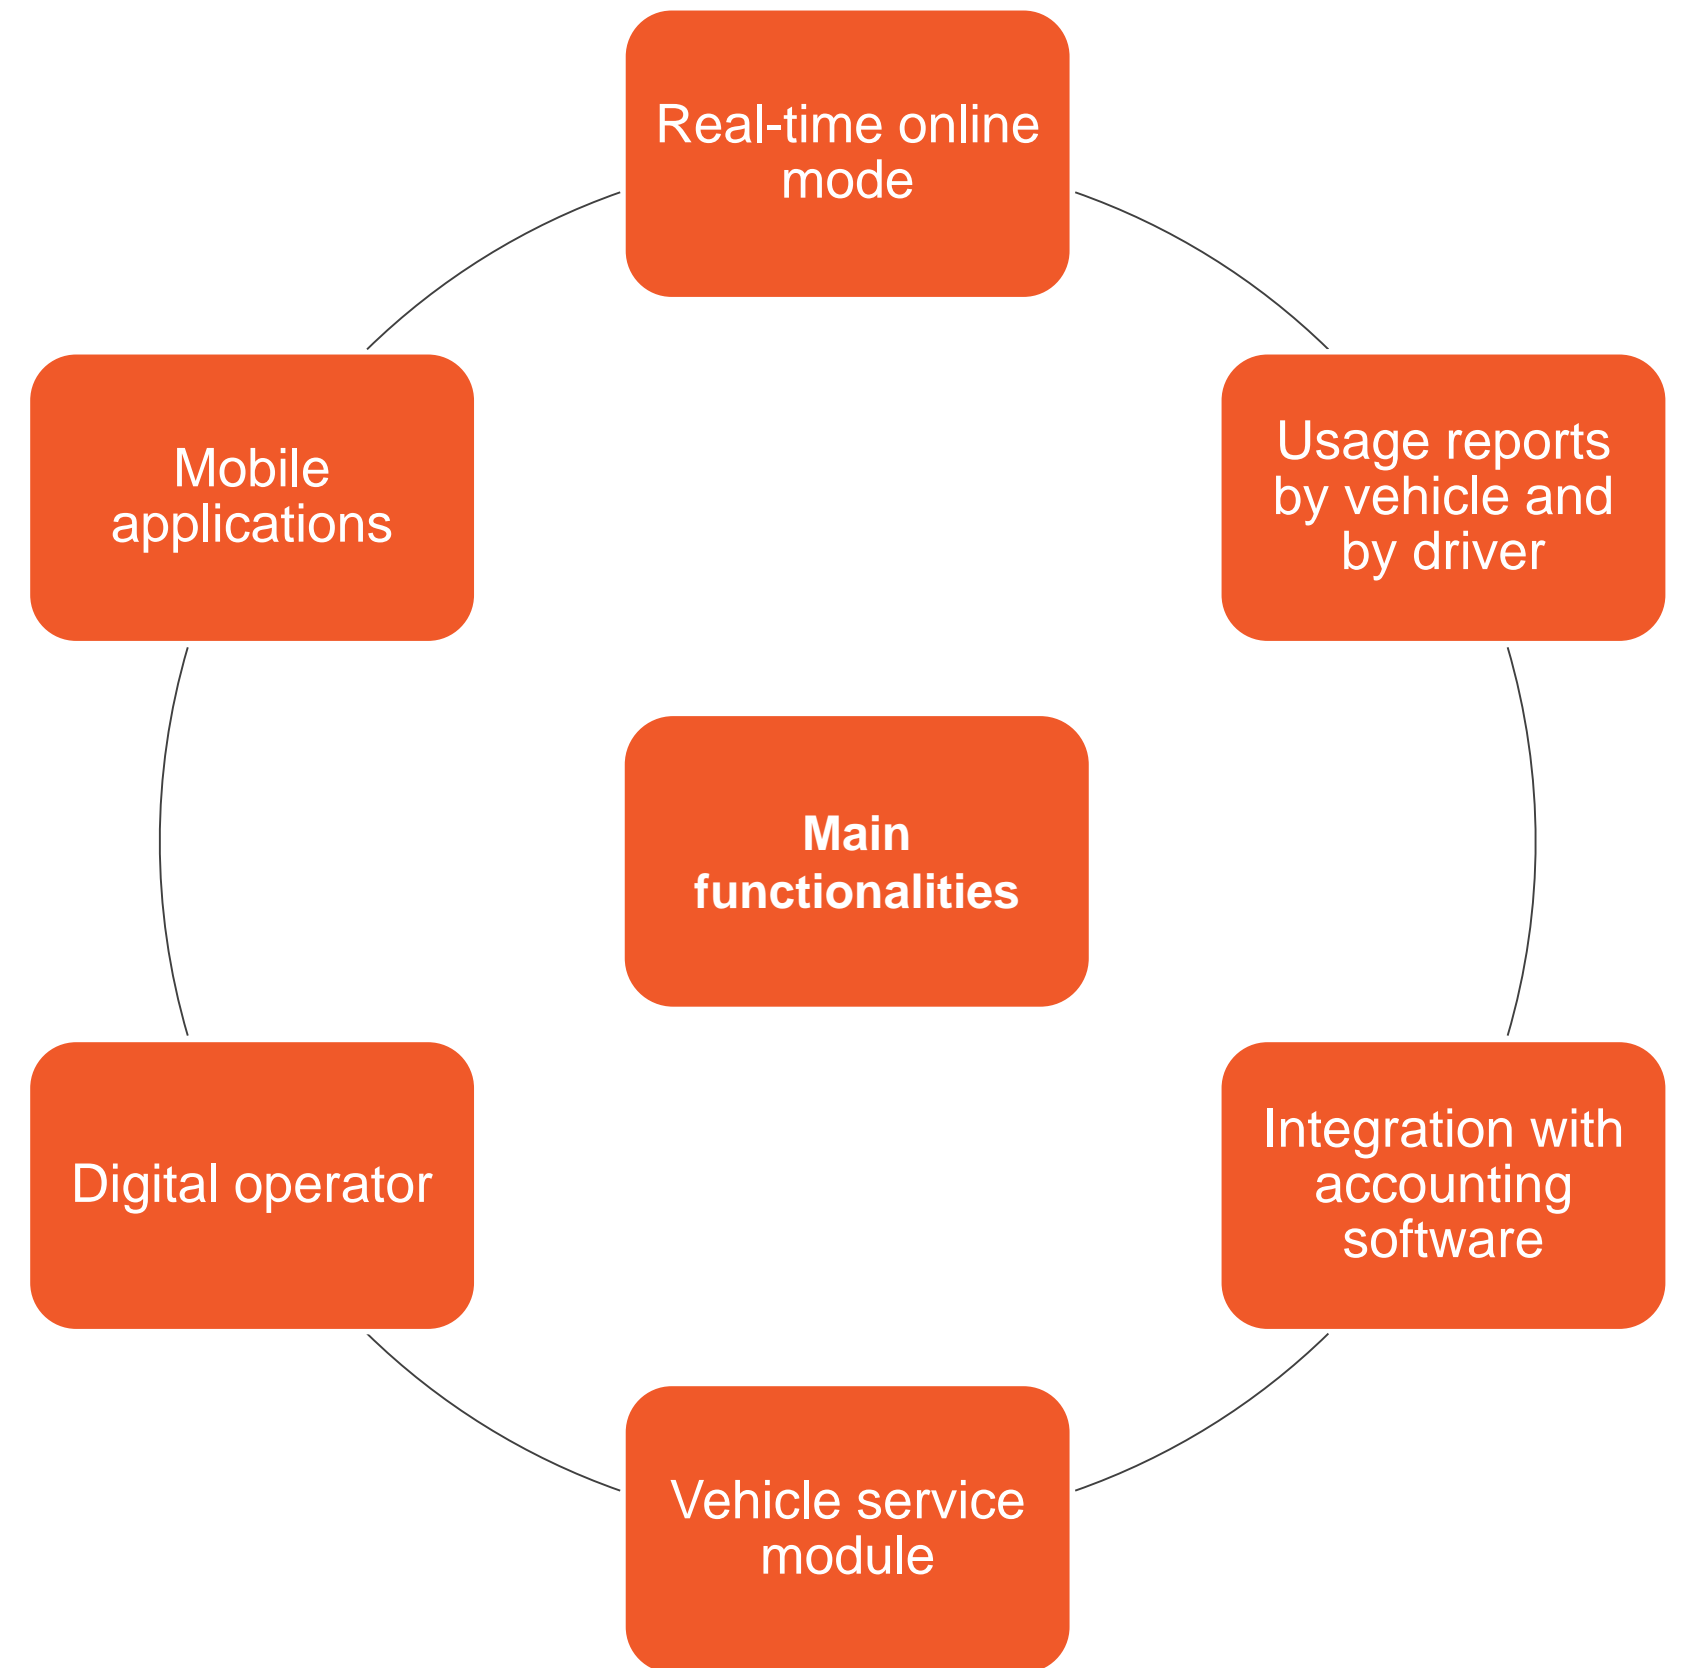 Real-time online
mode
Usage reports
by vehicle and
by driver
Integration with
accounting
software
Vehicle service
module
Digital operator
Mobile
applications
Main
functionalities